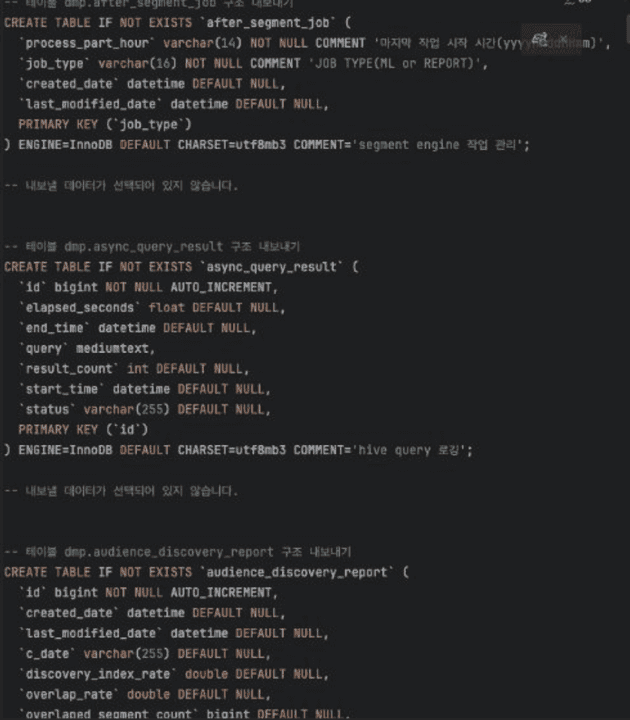 -- 테이블 dmp.after_segment_job 구조 내보내기
CREATE TABLE IF NOT EXISTS `after_segment_job` (
  `process_part_hour` varchar(14) NOT NULL COMMENT '마지막 작업 시작 시간
  `job_type` varchar(16) NOT NULL COMMENT 'JOB TYPE(ML or REPORT)',
  `created_date` datetime DEFAULT NULL,
  `last_modified_date` datetime DEFAULT NULL,
  PRIMARY KEY (`job_type`)
) ENGINE=InnoDB DEFAULT CHARSET=utf8mb3 COMMENT='segment engine 작업 관리';
-- 내보낼 데이터가 선택되어 있지 않습니다.
-- 테이블 dmp.async_query_result 구조 내보내기
CREATE TABLE IF NOT EXISTS `async_query_result` (
  `id` bigint NOT NULL AUTO_INCREMENT,
  `elapsed_seconds` float DEFAULT NULL,
  `end_time` datetime DEFAULT NULL,
  `query` mediumtext,
  `result_count` int DEFAULT NULL,
  `start_time` datetime DEFAULT NULL,
  `status` varchar(255) DEFAULT NULL,
  PRIMARY KEY (`id`)
) ENGINE=InnoDB DEFAULT CHARSET=utf8mb3 COMMENT='hive query 로깅';
-- 내보낼 데이터가 선택되어 있지 않습니다.
-- 테이블 dmp.audience_discovery_report 구조 내보내기
CREATE TABLE IF NOT EXISTS `audience_discovery_report` (
  `id` bigint NOT NULL AUTO_INCREMENT,
  `created_date` datetime DEFAULT NULL,
  `last_modified_date` datetime DEFAULT NULL,
  `c_date` varchar(255) DEFAULT NULL,
  `discovery_index_rate` double DEFAULT NULL,
  `overlap_rate` double DEFAULT NULL,
  `overlaped_segment_count` bigint DEFAULT NULL,